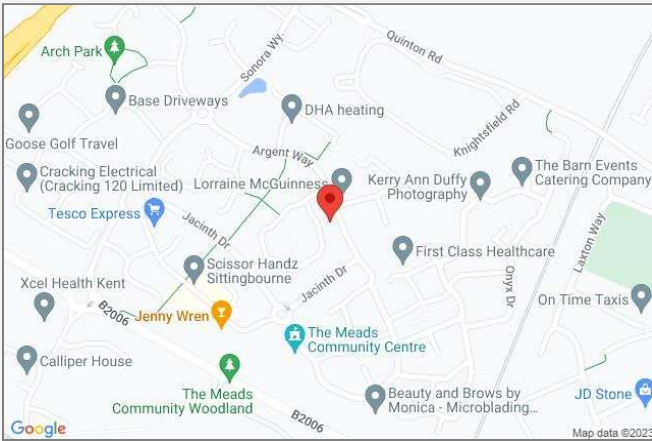 Quinton Rd
Arch Park
Sonora Wy.
Base Driveways
DHA heating
Knightsfield Rd
Goose Golf Travel
Argent Way
Cracking Electrical
(Cracking 120 Limited)
Lorraine McGuinness
Kerry Ann Duffy
Photography
The Barn Events
Catering Company
Tesco Express
Jacinth Dr
Laxton Way
First Class Healthcare
Scissor Handz
Sittingbourne
Xcel Health Kent
Jacinth Dr
Onyx Dr
On Time Taxis
B2006
Jenny Wren
The Meads
Community Centre
Calliper House
The Meads
Community Woodland
Beauty and Brows by
Monica - Microblading...
JD Stone
B2006
Google
Map data ©2023